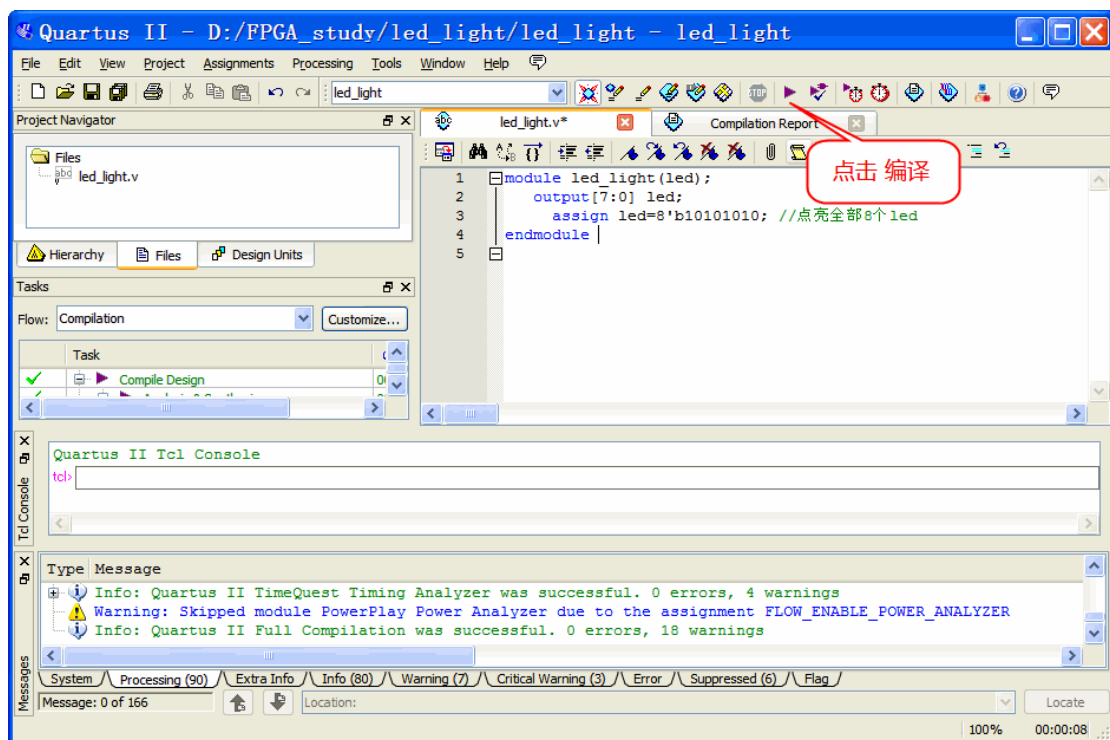 Quartus II - D:/FPGA_study/led_light/led_light - led_light
File Edit View Project Assignments Processing Tools Window Help
led_light
STOP
Project Navigator
Files
abd led_light.v
Hierarchy Files Design Units
Tasks
Flow: Compilation Customize...
Task
Compile Design
abc led_light.v* Compilation Report
点击 编译
1 module led_light(led);
2 output[7:0] led;
3 assign led=8'b10101010; //点亮全部8个led
4 endmodule
5
Tcl Console
Quartus II Tcl Console
tcl>
Messages
Type Message
Info: Quartus II TimeQuest Timing Analyzer was successful. 0 errors, 4 warnings
Warning: Skipped module PowerPlay Power Analyzer due to the assignment FLOW_ENABLE_POWER_ANALYZER
Info: Quartus II Full Compilation was successful. 0 errors, 18 warnings
System Processing (90) Extra Info Info (80) Warning (7) Critical Warning (3) Error Suppressed (6) Flag
Message: 0 of 166 Location: Locate
100% 00:00:08